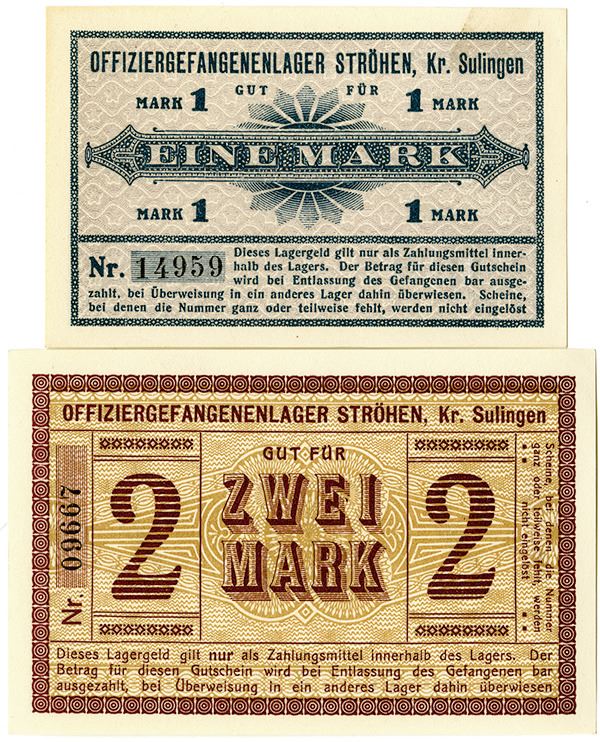 OFFIZIERGEFANGENENLAGER STRÖHEN, Kr. Sulingen
MARK 1 GUT FÜR 1 MARK
EINE MARK
MARK 1 1 MARK
Nr. 14959
Dieses Lagergeld gilt nur als Zahlungsmittel inner-
halb des Lagers. Der Betrag für diesen Gutschein
wird bei Entlassung des Gefangenen bar ausge-
zahlt, bei Überweisung in ein anderes Lager dahin überwiesen. Scheine,
bei denen die Nummer ganz oder teilweise fehlt, werden nicht eingelöst
OFFIZIERGEFANGENENLAGER STRÖHEN, Kr. Sulingen
Nr. 09667
2
GUT FÜR
ZWEI
MARK
2
Scheine, bei denen die Nummer
ganz oder teilweise fehlt, werden
nicht eingelöst
Dieses Lagergeld gilt nur als Zahlungsmittel innerhalb des Lagers. Der
Betrag für diesen Gutschein wird bei Entlassung des Gefangenen bar
ausgezahlt, bei Überweisung in ein anderes Lager dahin überwiesen